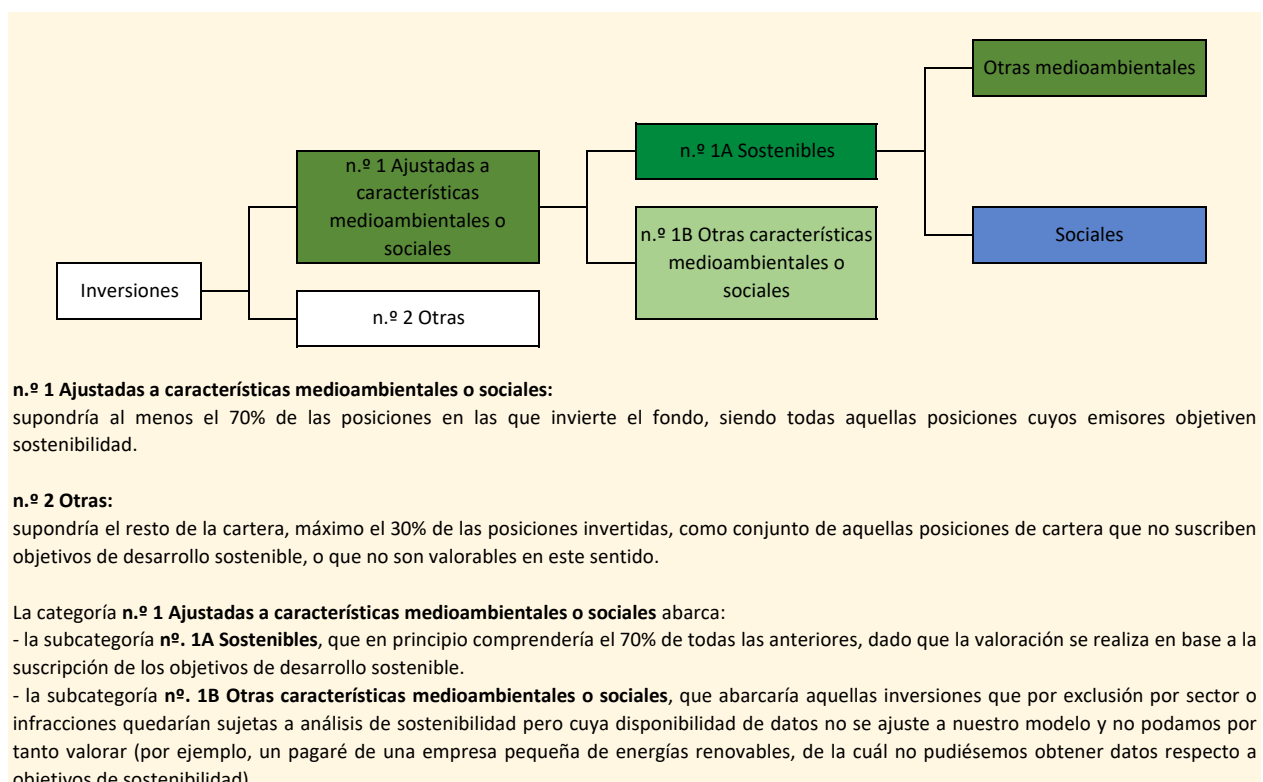 Otras medioambientales
n.º 1A Sostenibles
n.º 1 Ajustadas a
característicias
medioambientales o
sociales
n.º 1B Otras característicias
medioambientales o
sociales
Sociales
Inversiones
n.º 2 Otras
n.º 1 Ajustadas a características medioambientales o sociales:
supondría al menos el 70% de las posiciones en las que invierte el fondo, siendo todas aquellas posiciones cuyos emisores objetiven
sostenibilidad.
n.º 2 Otras:
supondría el resto de la cartera, máximo el 30% de las posiciones invertidas, como conjunto de aquellas posiciones de cartera que no suscriben
objetivos de desarrollo sostenible, o que no son valorables en este sentido.
La categoría n.º 1 Ajustadas a características medioambientales o sociales abarca:
- la subcategoría nº. 1A Sostenibles, que en principio comprendería el 70% de todas las anteriores, dado que la valoración se realiza en base a la
suscripción de los objetivos de desarrollo sostenible.
- la subcategoría nº. 1B Otras características medioambientales o sociales, que abarcaría aquellas inversiones que por exclusión por sector o
infracciones quedarían sujetas a análisis de sostenibilidad pero cuya disponibilidad de datos no se ajuste a nuestro modelo y no podamos por
tanto valorar (por ejemplo, un pagaré de una empresa pequeña de energías renovables, de la cuál no pudiésemos obtener datos respecto a
objetivos de sostenibilidad)